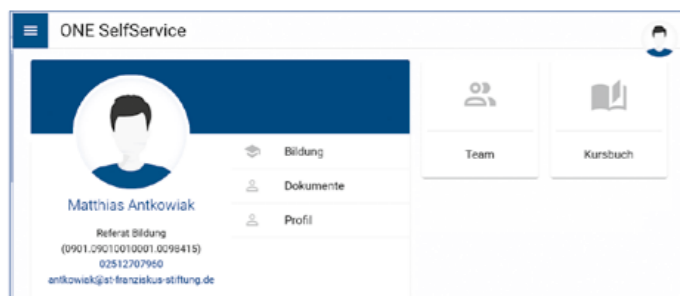 ONE SelfService
Matthias Antkowiak
Referat Bildung
(0901.09010010001.0098415)
02512707960
antkowiak@st-franziskus-stiftung.de
Bildung
Dokumente
Profil
Team
Kursbuch